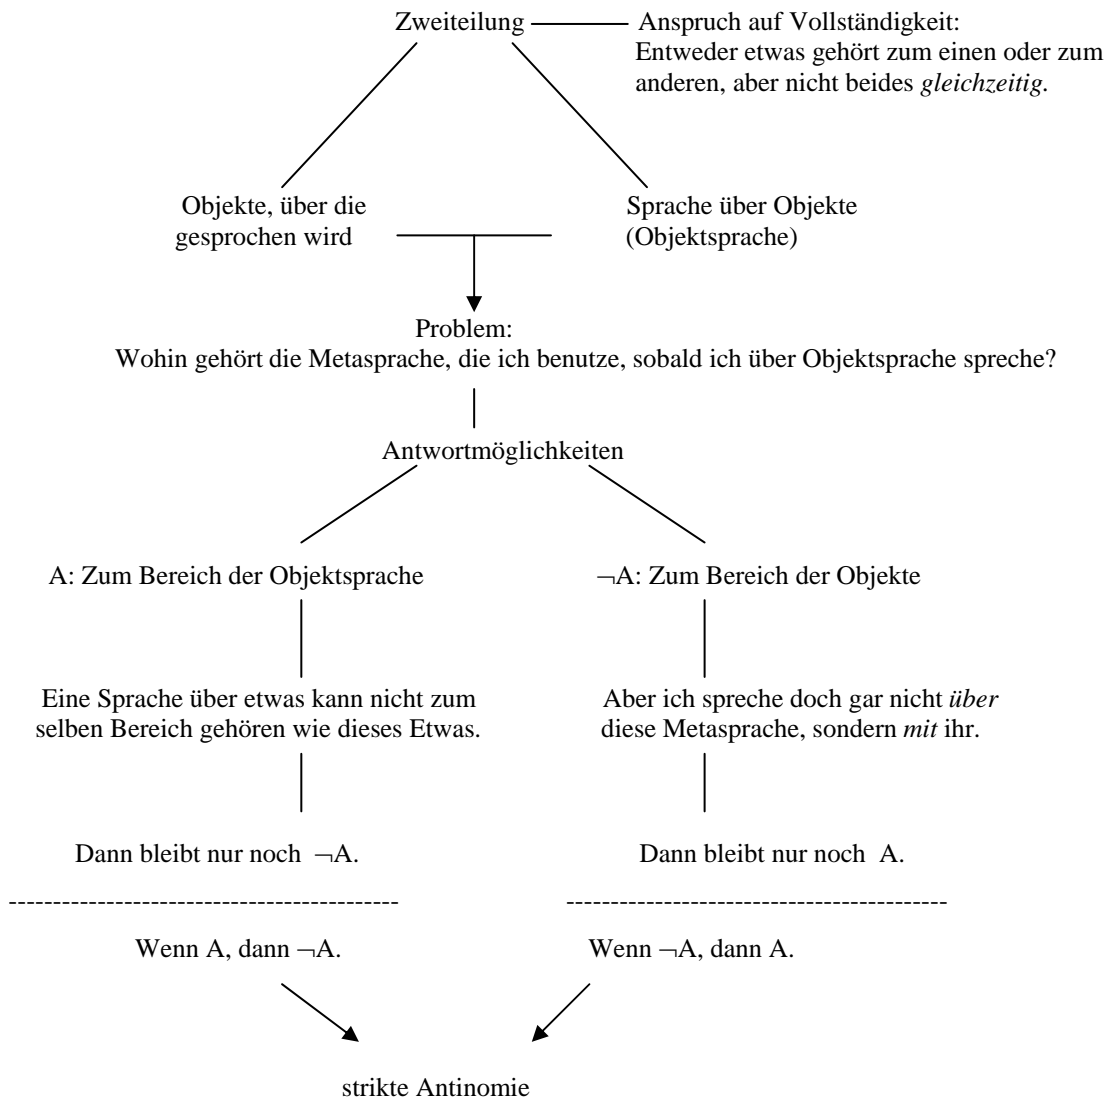 Zweiteilung
Anspruch auf Vollständigkeit:
Entweder etwas gehört zum einen oder zum
anderen, aber nicht beides gleichzeitig.
Objekte, über die
gesprochen wird
Sprache über Objekte
(Objektsprache)
Problem:
Wohin gehört die Metasprache, die ich benutze, sobald ich über Objektsprache spreche?
Antwortmöglichkeiten
A: Zum Bereich der Objektsprache
¬A: Zum Bereich der Objekte
Eine Sprache über etwas kann nicht zum
selben Bereich gehören wie dieses Etwas.
Aber ich spreche doch gar nicht über
diese Metasprache, sondern mit ihr.
Dann bleibt nur noch ¬A.
Dann bleibt nur noch A.
Wenn A, dann ¬A.
Wenn ¬A, dann A.
strikte Antinomie